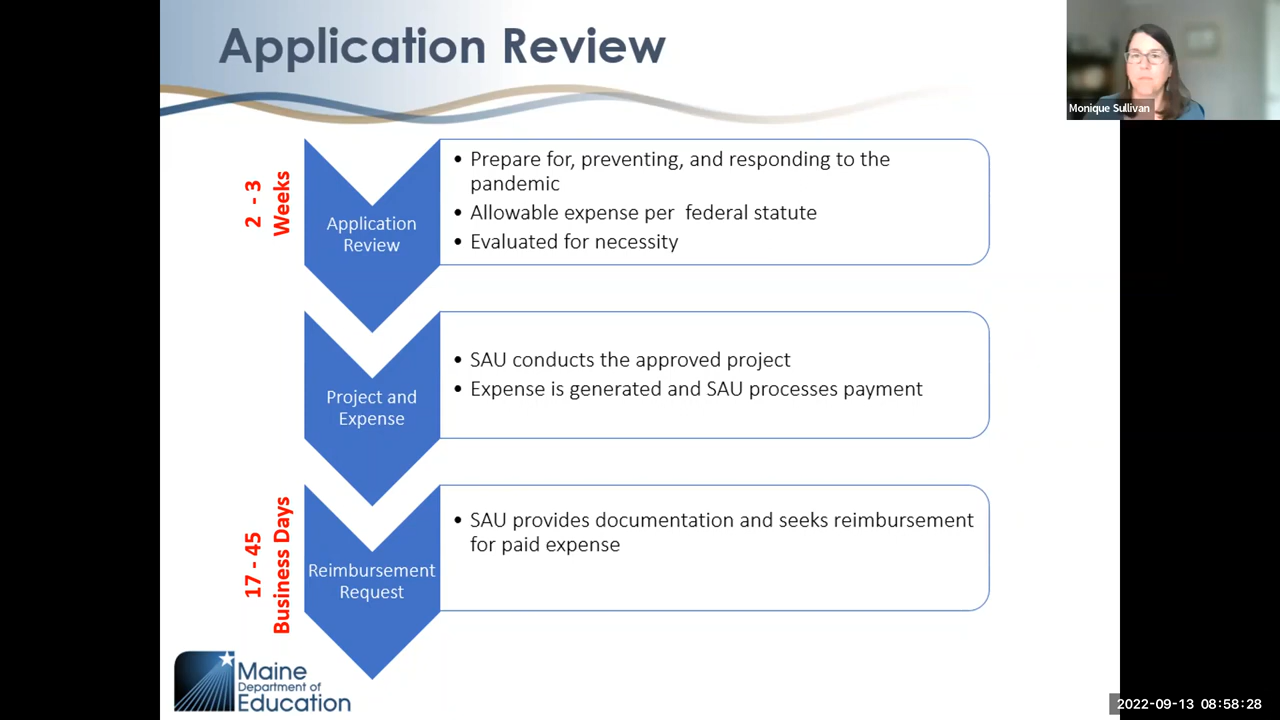 Application Review
Monique Sullivan
2 - 3
Weeks
Application
Review
• Prepare for, preventing, and responding to the
pandemic
• Allowable expense per federal statute
• Evaluated for necessity
Project and
Expense
• SAU conducts the approved project
• Expense is generated and SAU processes payment
17 - 45
Business Days
Reimbursement
Request
• SAU provides documentation and seeks reimbursement
for paid expense
Maine
Department of
Education
2022-09-13 08:58:28